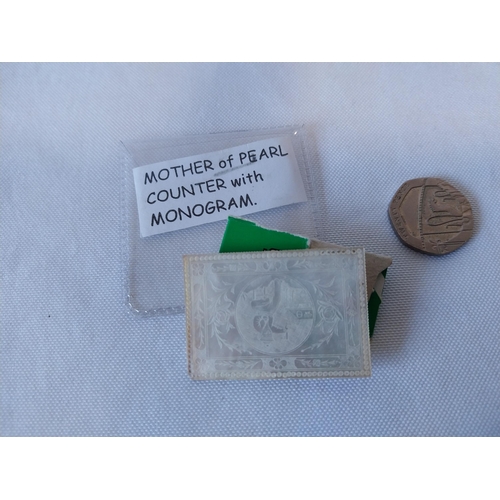 MOTHER of PEARL
COUNTER with
MONOGRAM.